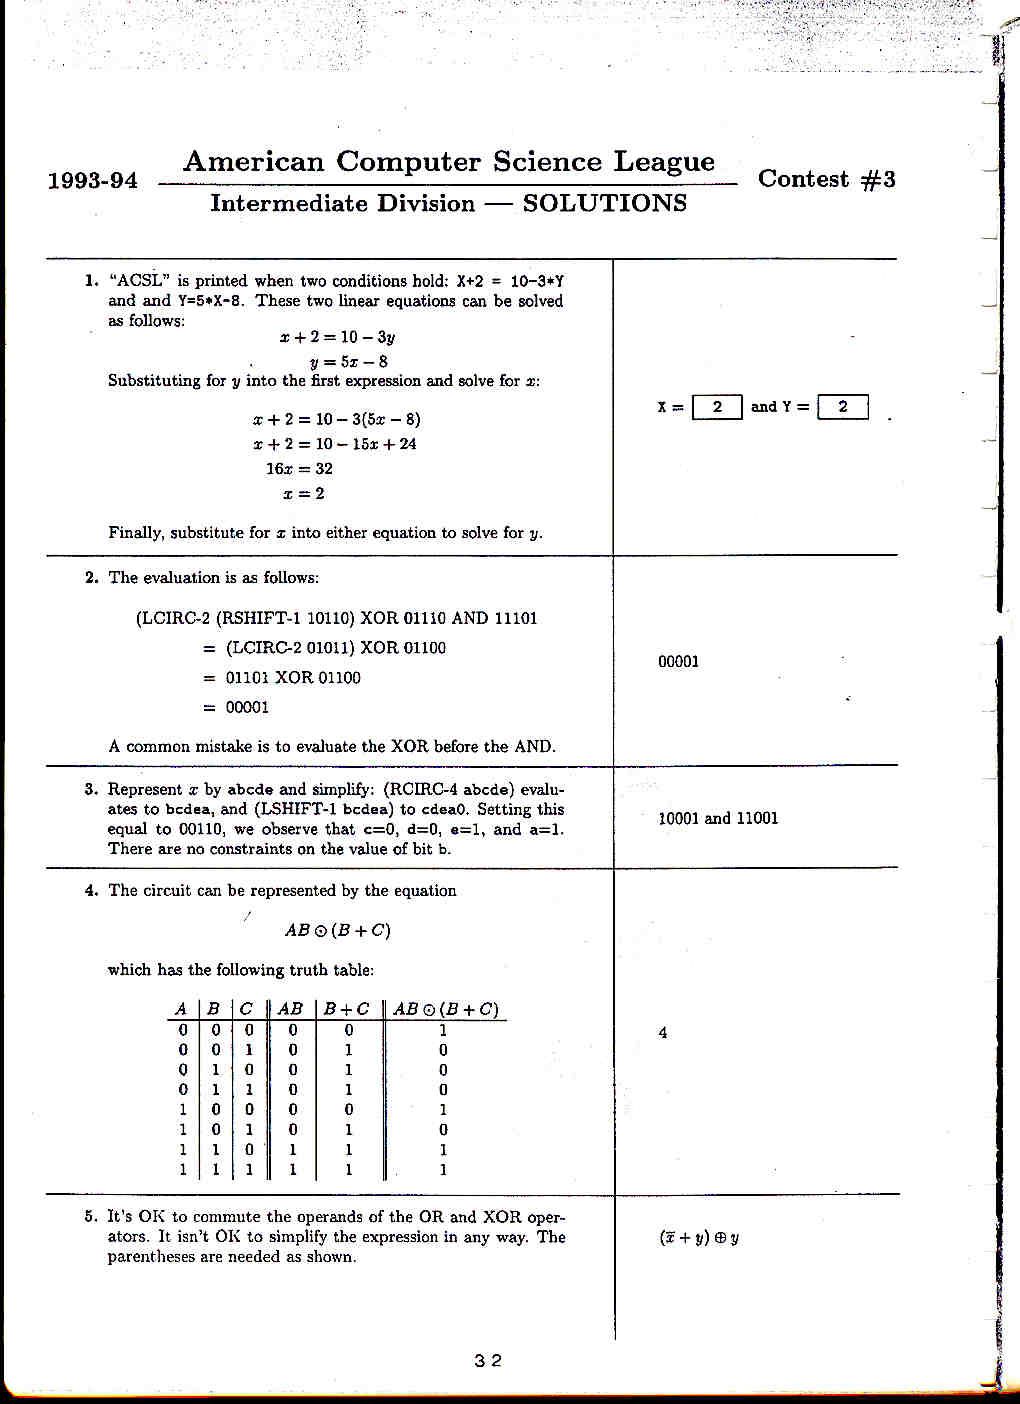 1993-94
American Computer Science League
Contest #3
Intermediate Division — SOLUTIONS
1. "ACSL" is printed when two conditions hold: X+2 = 10-3*Y
and and Y=5*X-8. These two linear equations can be solved
as follows:
x + 2 = 10 − 3y
y = 5x − 8
Substituting for y into the first expression and solve for x:
x + 2 = 10 − 3(5x − 8)
x + 2 = 10 − 15x + 24
16x = 32
x = 2
Finally, substitute for x into either equation to solve for y.
X = 2 and Y = 2
2. The evaluation is as follows:
(LCIRC-2 (RSHIFT-1 10110) XOR 01110 AND 11101
= (LCIRC-2 01011) XOR 01100
= 01101 XOR 01100
= 00001
A common mistake is to evaluate the XOR before the AND.
00001
3. Represent x by abcde and simplify: (RCIRC-4 abcde) evalu-
ates to bcdea, and (LSHIFT-1 bcdea) to cdea0. Setting this
equal to 00110, we observe that c=0, d=0, e=1, and a=1.
There are no constraints on the value of bit b.
10001 and 11001
4. The circuit can be represented by the equation
AB ⊙ (B + C)
which has the following truth table:
A B C AB B + C AB ⊙ (B + C)
0 0 0 0 0 1
0 0 1 0 1 0
0 1 0 0 1 0
0 1 1 0 1 0
1 0 0 0 0 1
1 0 1 0 1 0
1 1 0 1 1 1
1 1 1 1 1 1
4
5. It's OK to commute the operands of the OR and XOR oper-
ators. It isn't OK to simplify the expression in any way. The
parentheses are needed as shown.
(x̅ + y) ⊕ y
32